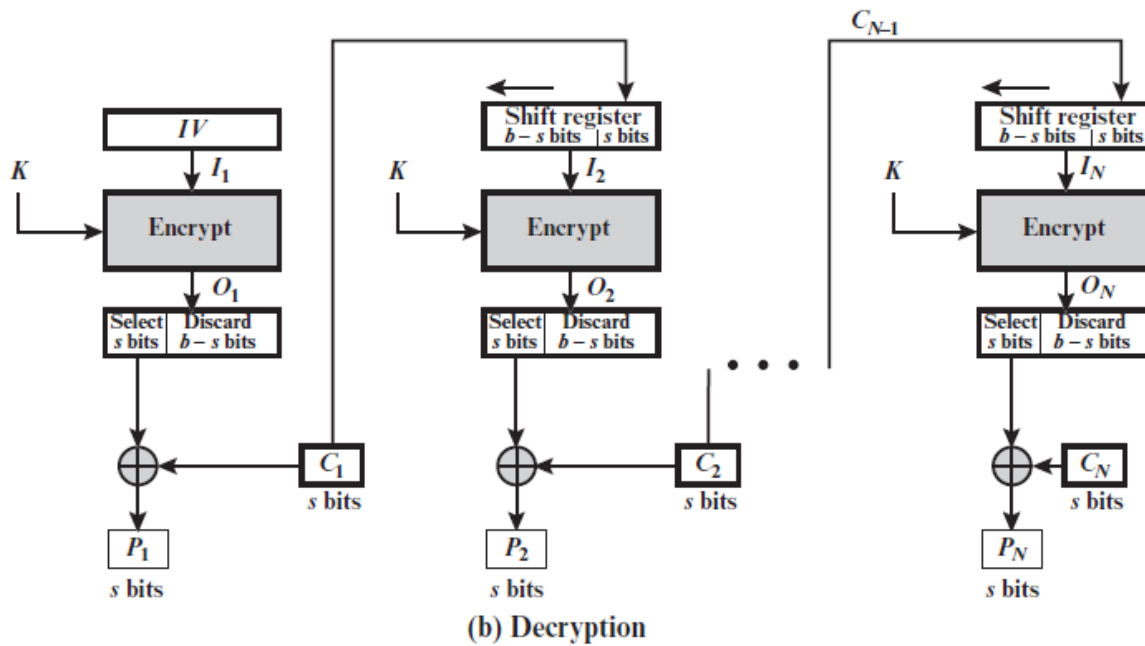 C_{N-1}
IV
Shift register
b – s bits | s bits
Shift register
b – s bits | s bits
K
I_1
K
I_2
K
I_N
Encrypt
Encrypt
Encrypt
O_1
O_2
O_N
Select
s bits
Discard
b – s bits
Select
s bits
Discard
b – s bits
Select
s bits
Discard
b – s bits
• • •
C_1
s bits
C_2
s bits
C_N
s bits
P_1
s bits
P_2
s bits
P_N
s bits
(b) Decryption